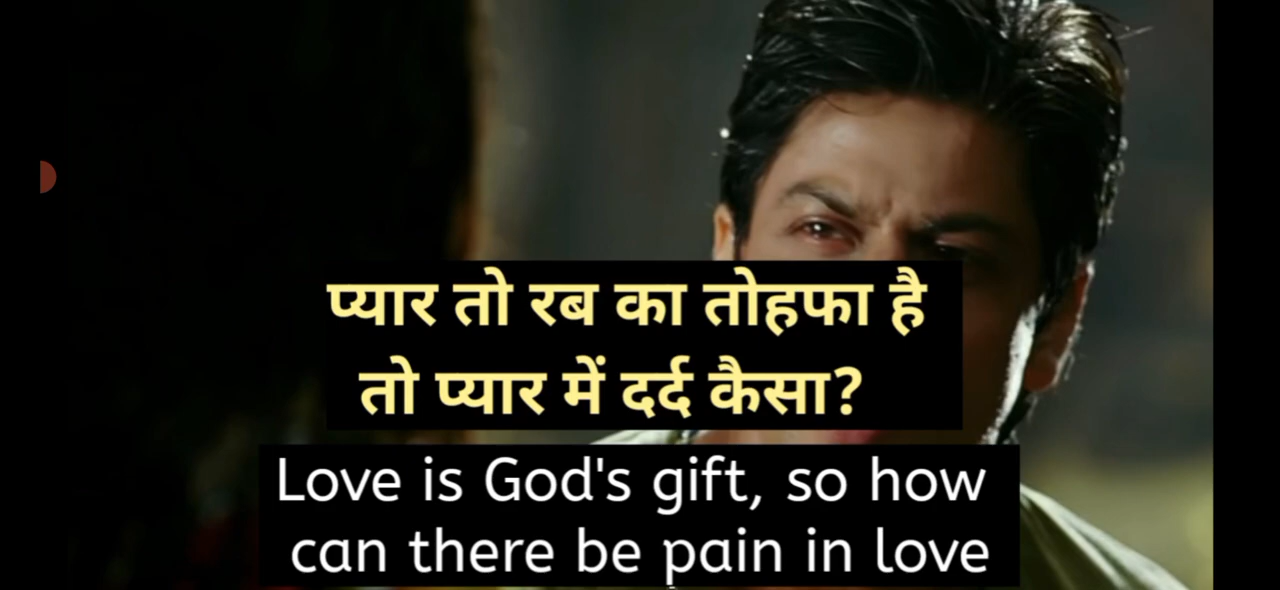 प्यार तो रब का तोहफा है
तो प्यार में दर्द कैसा?
Love is God's gift, so how
can there be pain in love